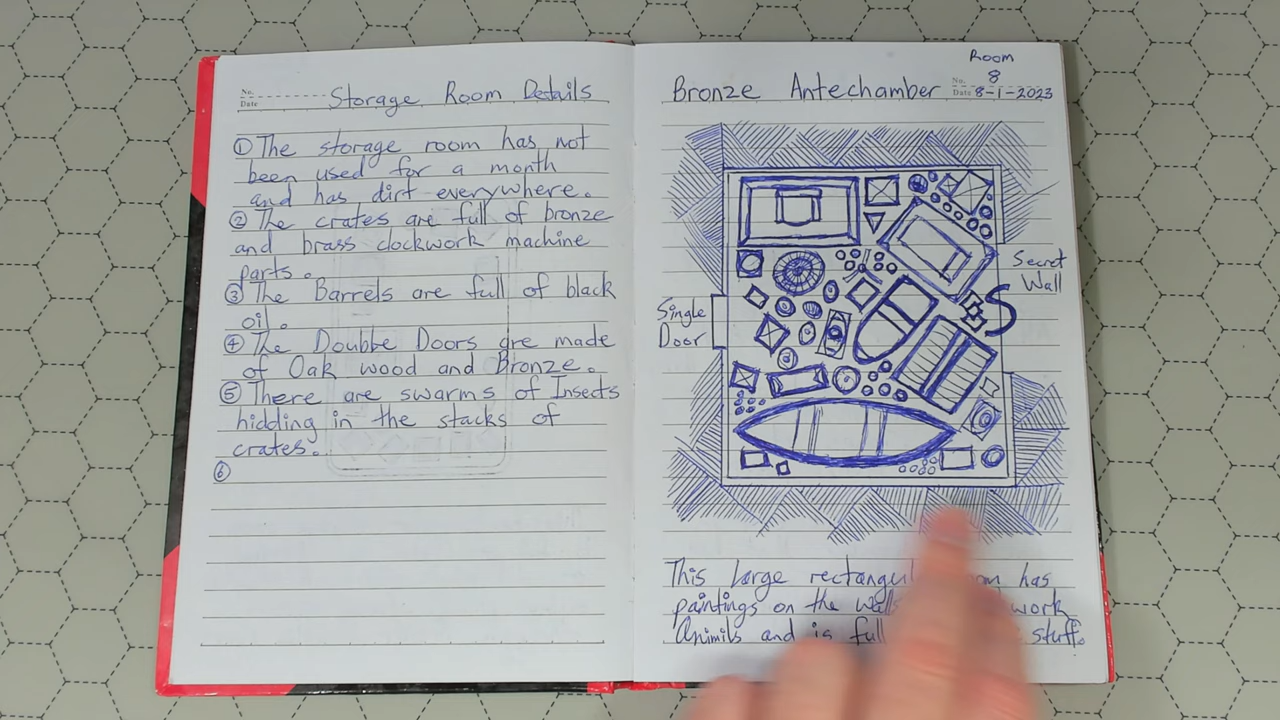 No.
Date
Storage Room Details
① The storage room has not
been used for a month
and has dirt everywhere.
② The crates are full of bronze
and brass clockwork machine
parts.
③ The Barrels are full of black
oil.
④ The Doubbe Doors are made
of Oak wood and Bronze.
⑤ There are swarms of Insects
hidding in the stacks of
crates.
⑥
Room
8
Bronze Antechamber
No.
Date 8-1-2023
Secret
Wall
S
Single
Door
This large has
paintings on the
Animils and is full stuff.